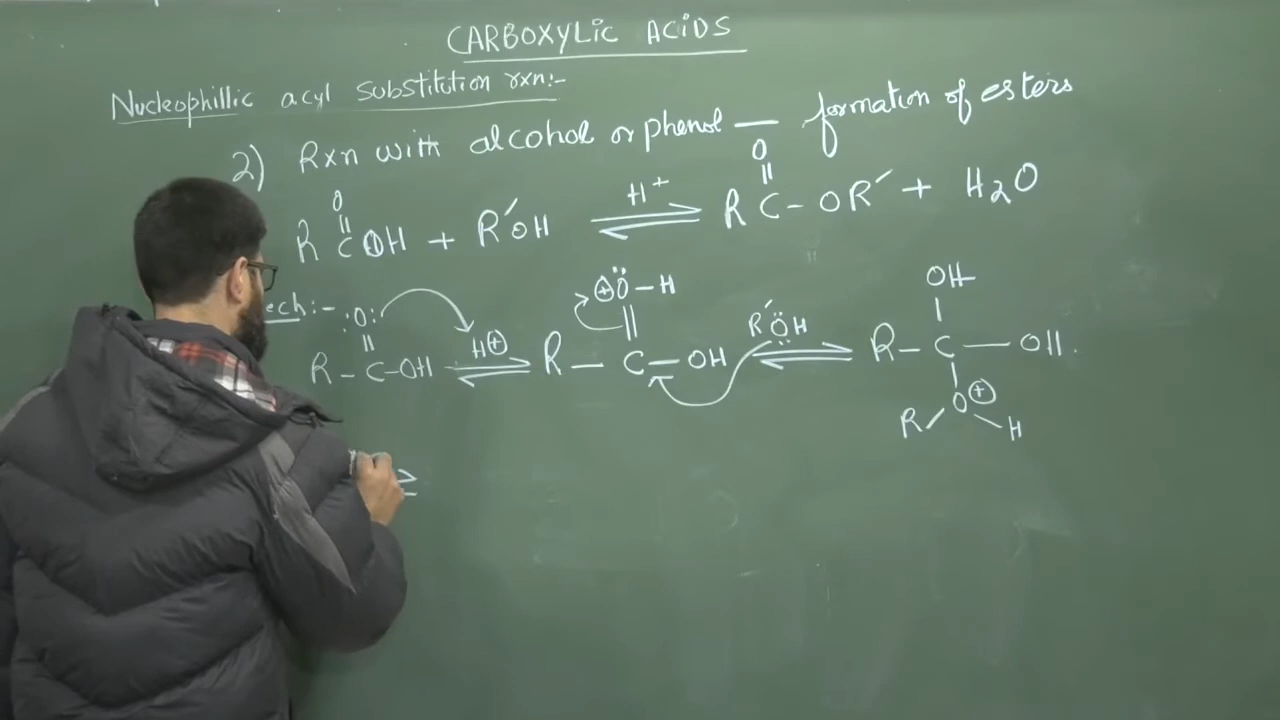 CARBOXYLIC ACIDS
Nucleophillic acyl substitution rxn:-
2) Rxn with alcohol or phenol — formation of esters
O
O
R C OH + R´OH ⇌ H+ R C - OR´ + H2O
ech:- :O: ⊕Ö - H OH
R - C - OH ⇌ H⊕ R — C = OH ⇌ R´ÖH R - C — OH.
O⊕
R H